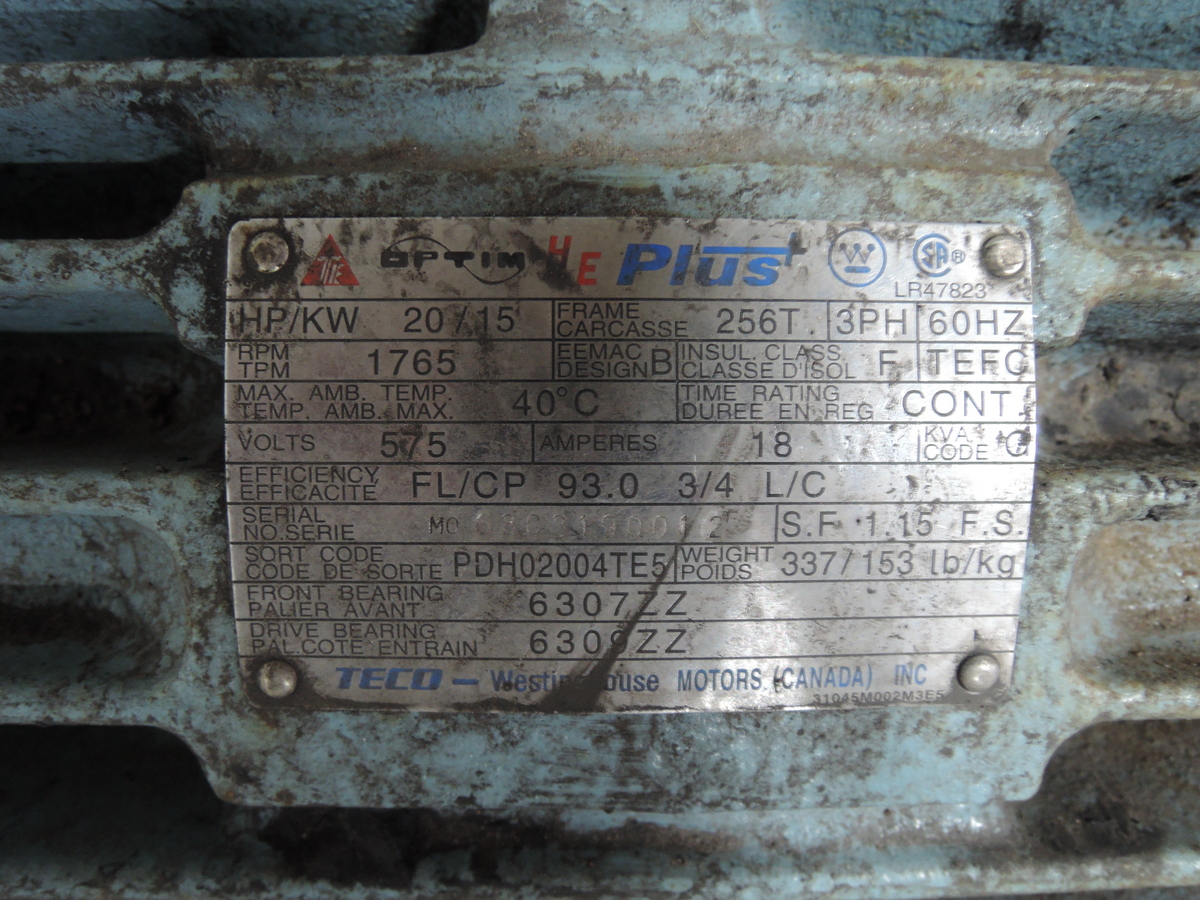 OPTIM HE Plus+ W SA®
LR47823
HP/KW 20/15 FRAME CARCASSE 256T 3PH 60HZ
RPM TPM 1765 EEMAC DESIGN B INSUL. CLASS CLASSE D'ISOL F TEFC
MAX. AMB. TEMP. TEMP. AMB. MAX. 40°C TIME RATING DUREE EN REG CONT.
VOLTS 575 AMPERES 18 KVA CODE G
EFFICIENCY EFFICACITE FL/CP 93.0 3/4 L/C
SERIAL NO.SERIE S.F 1.15 F.S
SORT CODE CODE DE SORTE PDH02004TE5 WEIGHT POIDS 337/153 lb/kg
FRONT BEARING PALIER AVANT 6307ZZ
DRIVE BEARING PAL.COTE ENTRAIN 6309ZZ
TECO - Westinghouse MOTORS (CANADA) INC
31045M002M3E5